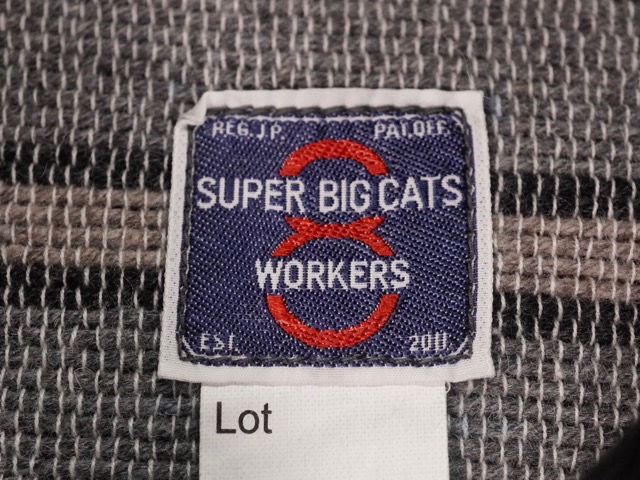 REG.J.P. PAT.OFF.
SUPER BIG CATS
WORKERS
EST. 2011
Lot